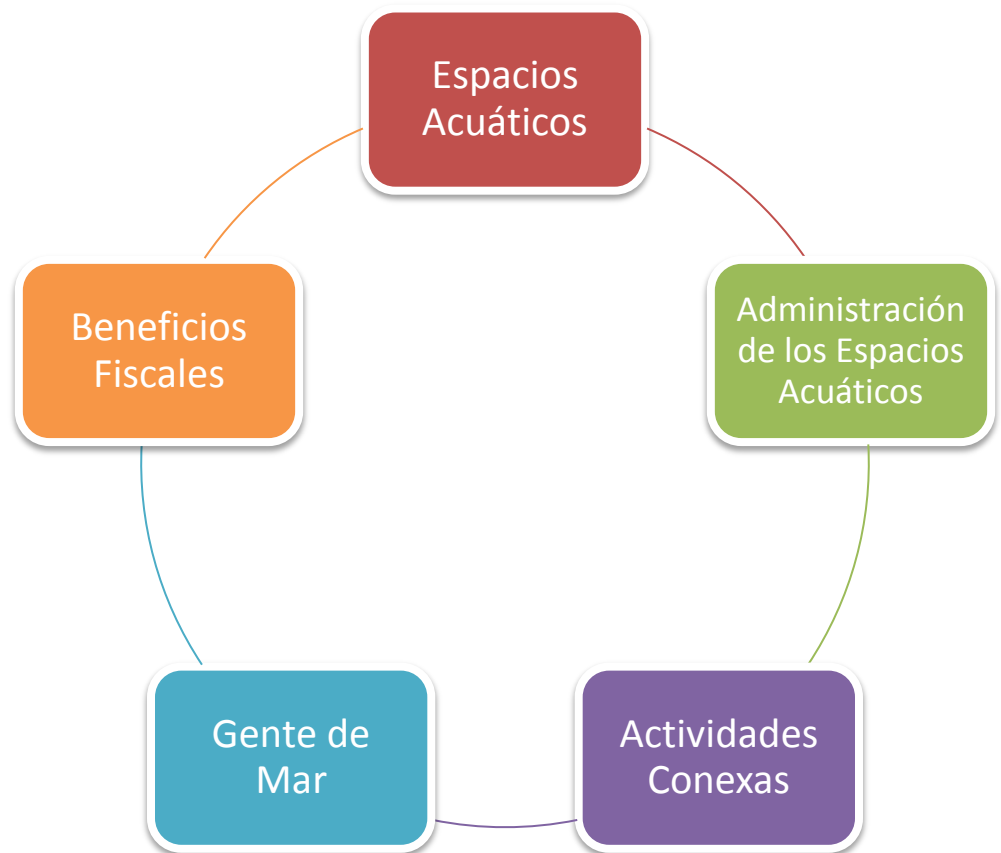 Espacios
Acuáticos
Administración
de los Espacios
Acuáticos
Actividades
Conexas
Gente de
Mar
Beneficios
Fiscales